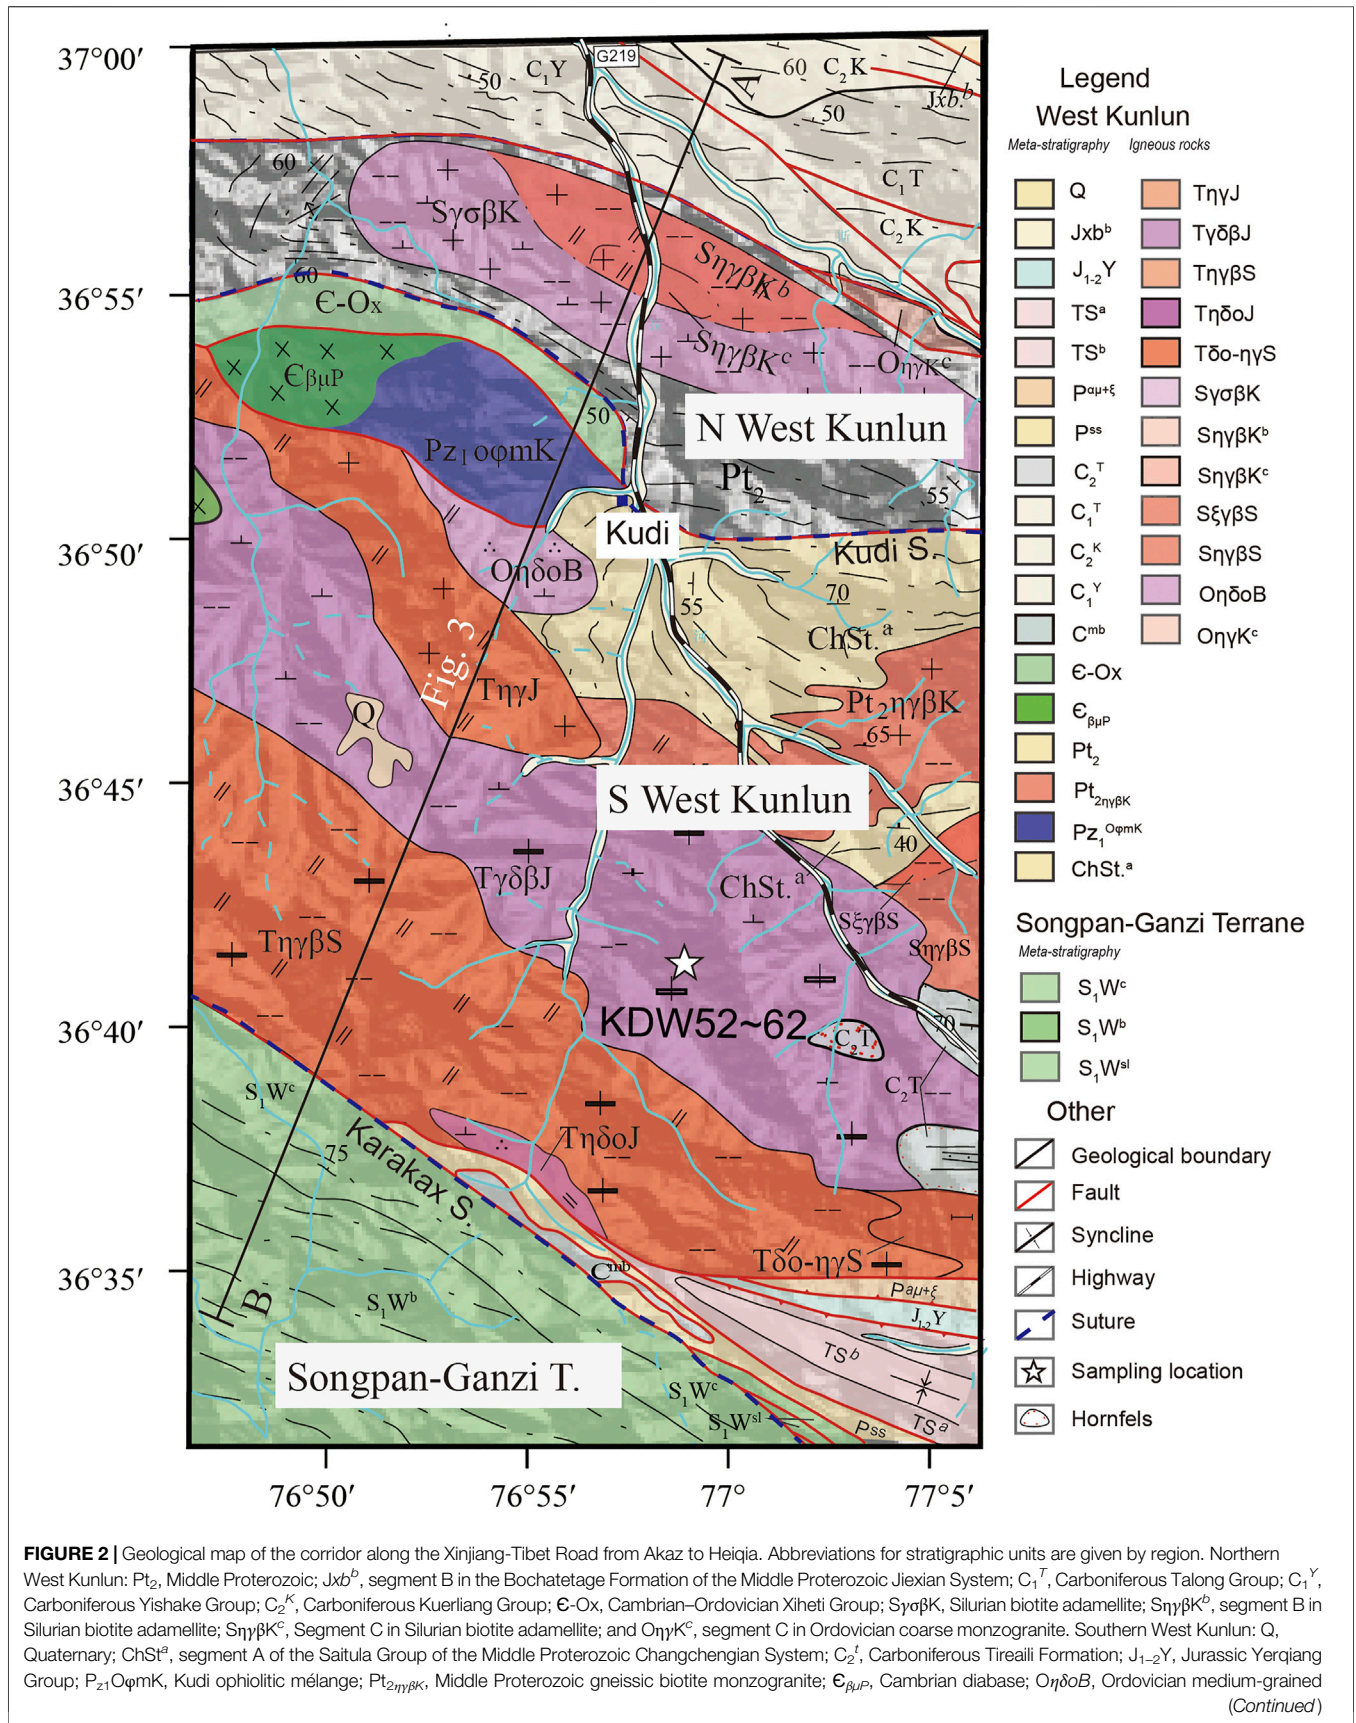 37°00′
36°55′
36°50′
36°45′
36°40′
36°35′
76°50′
76°55′
77°
77°5′
G219
C₁Y
50
A
60
C₂K
Jxb.ᵇ
50
C₁T
C₂K
60
SγσβK
SηγβKᵇ
60
Є-Ox
SηγβKᶜ
OηγKᶜ
ЄβμP
50
N West Kunlun
Pz₁oφmK
Pt₂
55
Kudi
Kudi S.
OηδoB
55
70
ChSt.ᵃ
Fig. 3
TηγJ
Pt₂ηγβK
65
Q
S West Kunlun
40
TγδβJ
ChSt.ᵃ
SξγβS
SηγβS
TηγβS
KDW52~62
70
C₂T
C₂T
S₁Wᶜ
75
Karakax S.
TηδoJ
Tδo-ηγS
Cᵐᵇ
Pαμ+ξ
J₁₋₂Y
B
S₁Wᵇ
TSᵇ
Songpan-Ganzi T.
S₁Wᶜ
S₁Wˢˡ
Pss
TSᵃ
Legend
West Kunlun
Meta-stratigraphy Igneous rocks
Q TηγJ
Jxbᵇ TγδβJ
J₁₋₂Y TηγβS
TSᵃ TηδoJ
TSᵇ Tδo-ηγS
Pαμ+ξ SγσβK
Pˢˢ SηγβKᵇ
C₂ᵀ SηγβKᶜ
C₁ᵀ SξγβS
C₂ᴷ SηγβS
C₁ʸ OηδoB
Cᵐᵇ OηγKᶜ
Є-Ox
ЄβμP
Pt₂
Pt₂ηγβK
Pz₁OφmK
ChSt.ᵃ
Songpan-Ganzi Terrane
Meta-stratigraphy
S₁Wᶜ
S₁Wᵇ
S₁Wˢˡ
Other
Geological boundary
Fault
Syncline
Highway
Suture
Sampling location
Hornfels
FIGURE 2 | Geological map of the corridor along the Xinjiang-Tibet Road from Akaz to Heiqia. Abbreviations for stratigraphic units are given by region. Northern
West Kunlun: Pt₂, Middle Proterozoic; Jxbᵇ, segment B in the Bochatetage Formation of the Middle Proterozoic Jiexian System; C₁ᵀ, Carboniferous Talong Group; C₁ʸ,
Carboniferous Yishake Group; C₂ᴷ, Carboniferous Kuerliang Group; Є-Ox, Cambrian–Ordovician Xiheti Group; SγσβK, Silurian biotite adamellite; SηγβKᵇ, segment B in
Silurian biotite adamellite; SηγβKᶜ, Segment C in Silurian biotite adamellite; and OηγKᶜ, segment C in Ordovician coarse monzogranite. Southern West Kunlun: Q,
Quaternary; ChStᵃ, segment A of the Saitula Group of the Middle Proterozoic Changchengian System; C₂ᵗ, Carboniferous Tireaili Formation; J₁₋₂Y, Jurassic Yerqiang
Group; Pz₁OφmK, Kudi ophiolitic mélange; Pt₂ηγβK, Middle Proterozoic gneissic biotite monzogranite; ЄβμP, Cambrian diabase; OηδoB, Ordovician medium-grained
(Continued)